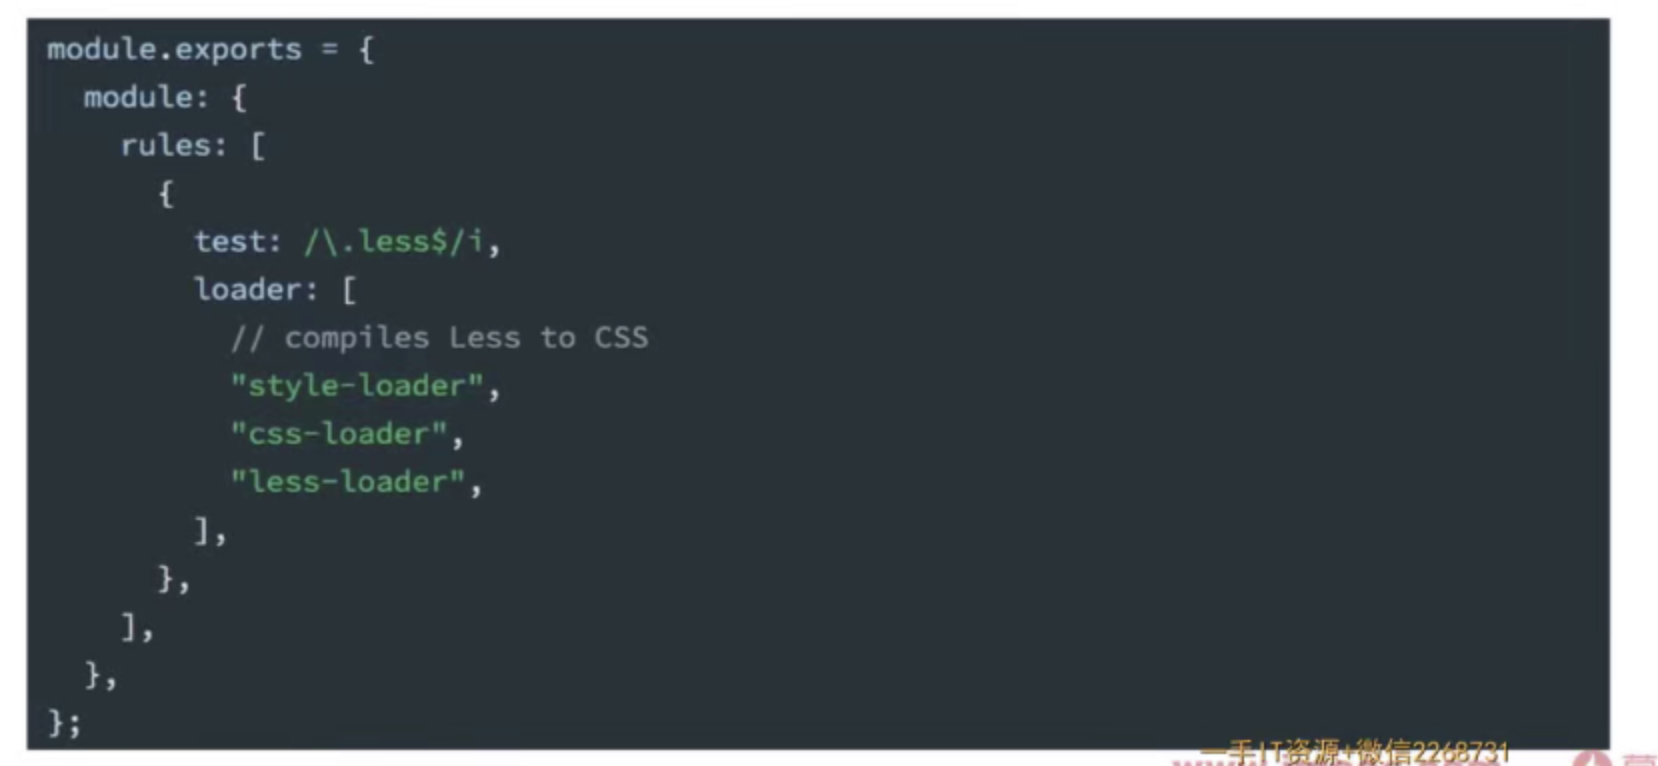 module.exports = {
  module: {
    rules: [
      {
        test: /\.less$/i,
        loader: [
          // compiles Less to CSS
          "style-loader",
          "css-loader",
          "less-loader",
        ],
      },
    ],
  },
};
一手IT资源+微信2268731